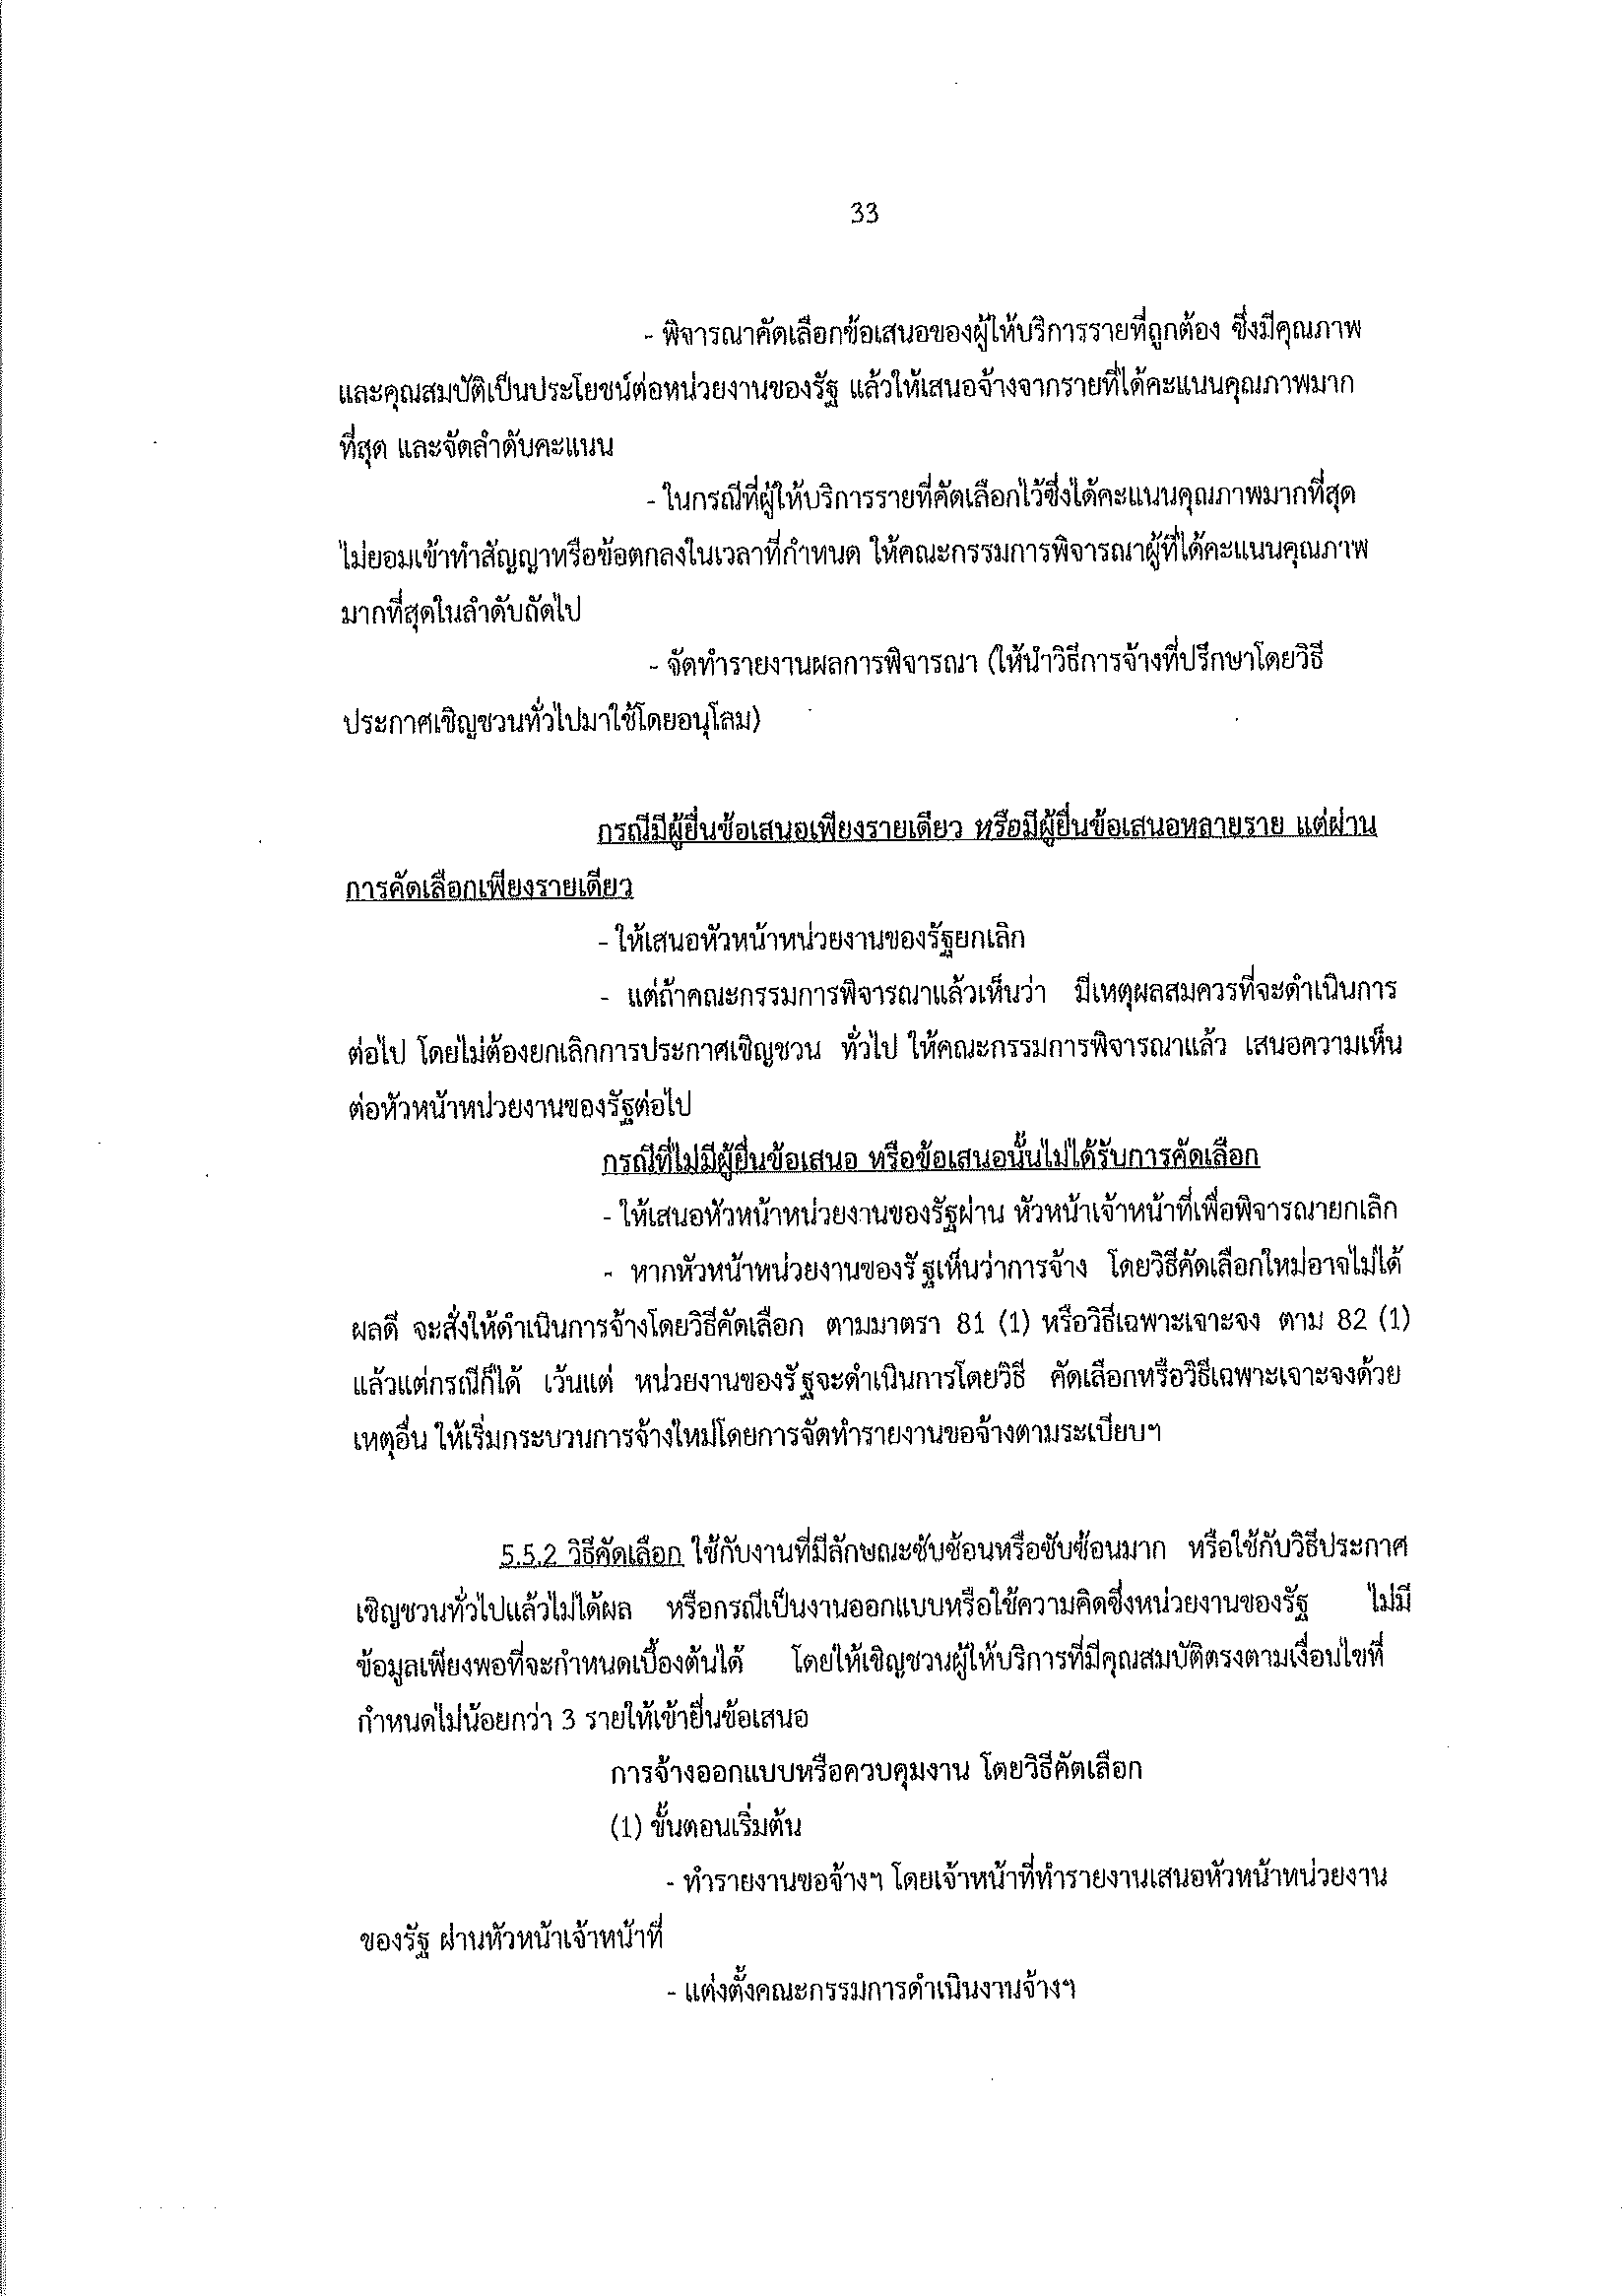 33
- พิจารณาคัดเลือกข้อเสนอของผู้ให้บริการรายที่ถูกต้อง ซึ่งมีคุณภาพ
และคุณสมบัติเป็นประโยชน์ต่อหน่วยงานของรัฐ แล้วให้เสนอจ้างจากรายที่ได้คะแนนคุณภาพมาก
ที่สุด และจัดลำดับคะแนน
- ในกรณีที่ผู้ให้บริการรายที่คัดเลือกไว้ซึ่งได้คะแนนคุณภาพมากที่สุด
ไม่ยอมเข้าทำสัญญาหรือข้อตกลงในเวลาที่กำหนด ให้คณะกรรมการพิจารณาผู้ที่ได้คะแนนคุณภาพ
มากที่สุดในลำดับถัดไป
- จัดทำรายงานผลการพิจารณา (ให้นำวิธีการจ้างที่ปรึกษาโดยวิธี
ประกาศเชิญชวนทั่วไปมาใช้โดยอนุโลม)
กรณีมีผู้ยื่นข้อเสนอเพียงรายเดียว หรือมีผู้ยื่นข้อเสนอหลายราย แต่ผ่าน
การคัดเลือกเพียงรายเดียว
- ให้เสนอหัวหน้าหน่วยงานของรัฐยกเลิก
- แต่ถ้าคณะกรรมการพิจารณาแล้วเห็นว่า มีเหตุผลสมควรที่จะดำเนินการ
ต่อไป โดยไม่ต้องยกเลิกการประกาศเชิญชวน ทั่วไป ให้คณะกรรมการพิจารณาแล้ว เสนอความเห็น
ต่อหัวหน้าหน่วยงานของรัฐต่อไป
กรณีที่ไม่มีผู้ยื่นข้อเสนอ หรือข้อเสนอนั้นไม่ได้รับการคัดเลือก
- ให้เสนอหัวหน้าหน่วยงานของรัฐผ่าน หัวหน้าเจ้าหน้าที่เพื่อพิจารณายกเลิก
- หากหัวหน้าหน่วยงานของรัฐเห็นว่าการจ้าง โดยวิธีคัดเลือกใหม่อาจไม่ได้
ผลดี จะสั่งให้ดำเนินการจ้างโดยวิธีคัดเลือก ตามมาตรา 81 (1) หรือวิธีเฉพาะเจาะจง ตาม 82 (1)
แล้วแต่กรณีก็ได้ เว้นแต่ หน่วยงานของรัฐจะดำเนินการโดยวิธี คัดเลือกหรือวิธีเฉพาะเจาะจงด้วย
เหตุอื่น ให้เริ่มกระบวนการจ้างใหม่โดยการจัดทำรายงานขอจ้างตามระเบียบฯ
5.5.2 วิธีคัดเลือก ใช้กับงานที่มีลักษณะซับซ้อนหรือซับซ้อนมาก หรือใช้กับวิธีประกาศ
เชิญชวนทั่วไปแล้วไม่ได้ผล หรือกรณีเป็นงานออกแบบหรือใช้ความคิดซึ่งหน่วยงานของรัฐ ไม่มี
ข้อมูลเพียงพอที่จะกำหนดเบื้องต้นได้ โดยให้เชิญชวนผู้ให้บริการที่มีคุณสมบัติตรงตามเงื่อนไขที่
กำหนดไม่น้อยกว่า 3 รายให้เข้ายื่นข้อเสนอ
การจ้างออกแบบหรือควบคุมงาน โดยวิธีคัดเลือก
(1) ขั้นตอนเริ่มต้น
- ทำรายงานขอจ้างฯ โดยเจ้าหน้าที่ทำรายงานเสนอหัวหน้าหน่วยงาน
ของรัฐ ผ่านหัวหน้าเจ้าหน้าที่
- แต่งตั้งคณะกรรมการดำเนินงานจ้างฯ